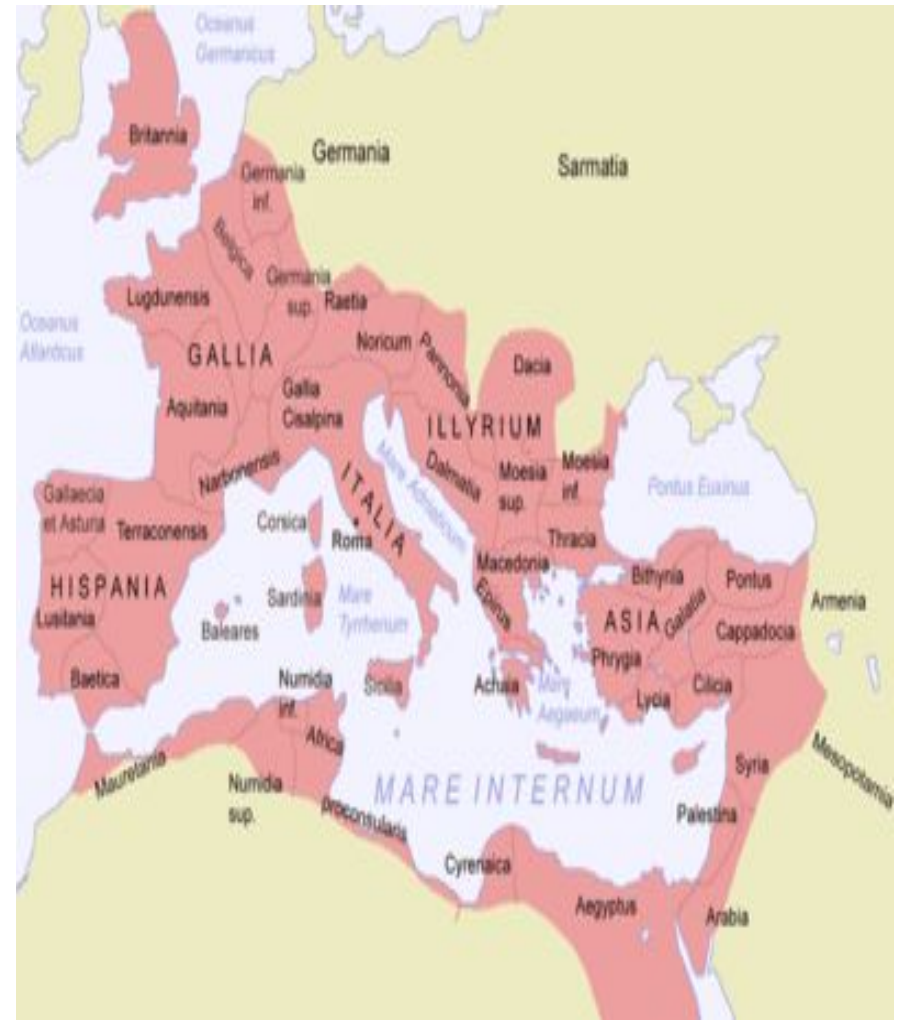 Oceanus
Germanicus
Britannia
Germania
Sarmatia
Germania
inf.
Belgica
Germania
sup.
Raetia
Lugdunensis
Oceanus
Atlanticus
GALLIA
Noricum
Pannonia
Dacia
Gallia
Cisalpina
Aquitania
ILLYRIUM
Narbonensis
ITALIA
Mare Adriaticum
Dalmatia
Moesia
sup.
Moesia
inf.
Pontus Euxinus
Gallaecia
et Asturia
Terraconensis
Corsica
Roma
Thracia
Macedonia
Epirus
Bithynia
Pontus
Armenia
HISPANIA
Lusitania
Sardinia
Mare
Tyrrhenum
Baleares
ASIA
Galatia
Cappadocia
Phrygia
Baetica
Numidia
inf.
Sicilia
Achaia
Mare
Aegaeum
Lycia
Cilicia
Africa
Mauretania
Numidia
sup.
proconsularis
MARE INTERNUM
Syria
Mesopotamia
Palestina
Cyrenaica
Aegyptus
Arabia